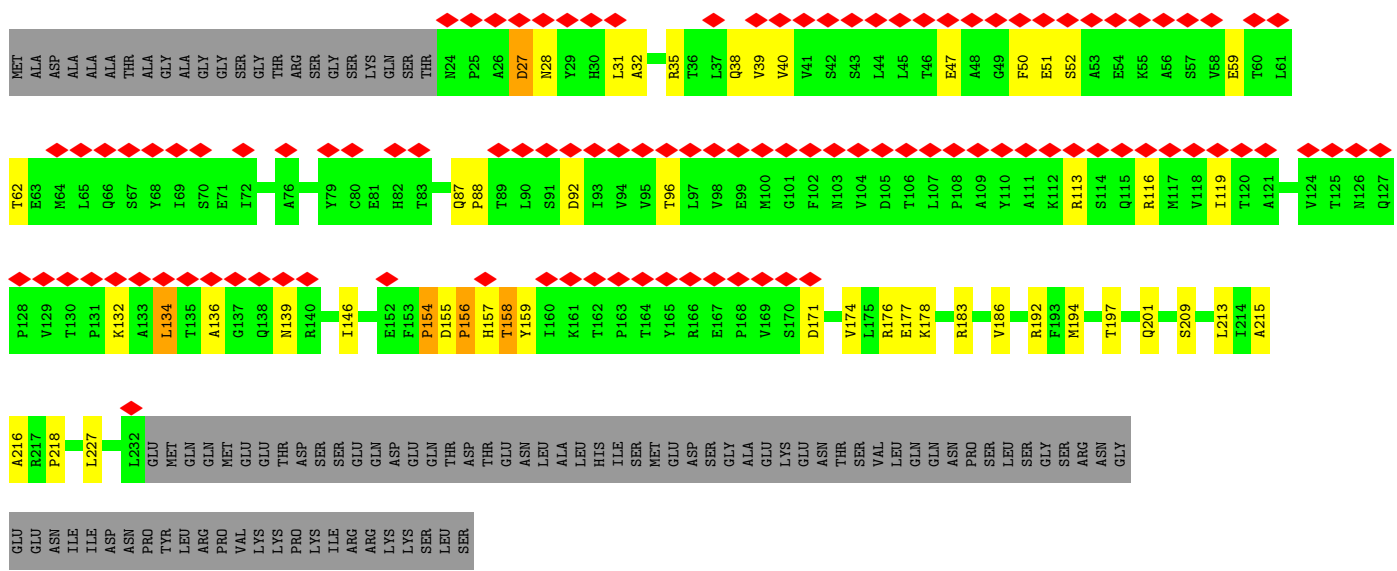 MET ALA ASP ALA ALA ALA THR ALA GLY ALA GLY GLY SER GLY THR ARG SER GLY SER LYS GLN SER THR N24 P25 A26 D27 N28 Y29 H30 L31 A32 R35 T36 L37 Q38 V39 V40 V41 S42 S43 L44 L45 T46 E47 A48 G49 F50 E51 S52 A53 E54 K55 A56 S57 V58 E59 T60 L61
T62 E63 M64 L65 Q66 S67 Y68 I69 S70 E71 I72 A76 Y79 C80 E81 H82 T83 Q87 P88 T89 L90 S91 D92 I93 V94 V95 T96 L97 V98 E99 M100 G101 F102 N103 V104 D105 T106 L107 P108 A109 Y110 A111 K112 R113 S114 Q115 R116 M117 V118 I119 T120 A121 V124 T125 N126 Q127
P128 V129 T130 P131 K132 A133 L134 T135 A136 G137 Q138 N139 R140 I146 E152 F153 P154 D155 P156 H157 T158 Y159 I160 K161 T162 P163 T164 Y165 R166 E167 P168 V169 S170 D171 V174 L175 R176 E177 K178 R183 V186 R192 F193 M194 T197 Q201 S209 L213 I214 A215
A216 R217 P218 L227 L232 GLU MET GLN GLN MET GLU GLU THR ASP SER SER GLU GLN ASP GLU GLN THR ASP THR GLU ASN LEU ALA LEU HIS ILE SER MET GLU ASP SER GLY ALA GLU LYS GLU ASN THR SER VAL LEU GLN GLN ASN PRO SER LEU SER GLY SER ARG ASN GLY
GLU GLU ASN ILE ILE ASP ASN PRO TYR LEU ARG PRO VAL LYS LYS PRO LYS ILE ARG ARG LYS LYS SER LEU SER